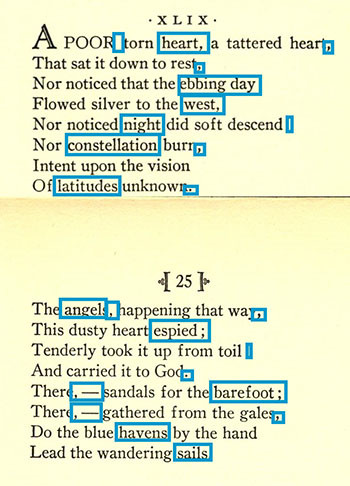 · XLIX ·
A POOR torn heart, a tattered heart,
That sat it down to rest,
Nor noticed that the ebbing day
Flowed silver to the west,
Nor noticed night did soft descend
Nor constellation burn,
Intent upon the vision
Of latitudes unknown.
[ 25 ]
The angels, happening that way,
This dusty heart espied ;
Tenderly took it up from toil
And carried it to God.
There, — sandals for the barefoot ;
There, — gathered from the gales,
Do the blue havens by the hand
Lead the wandering sails